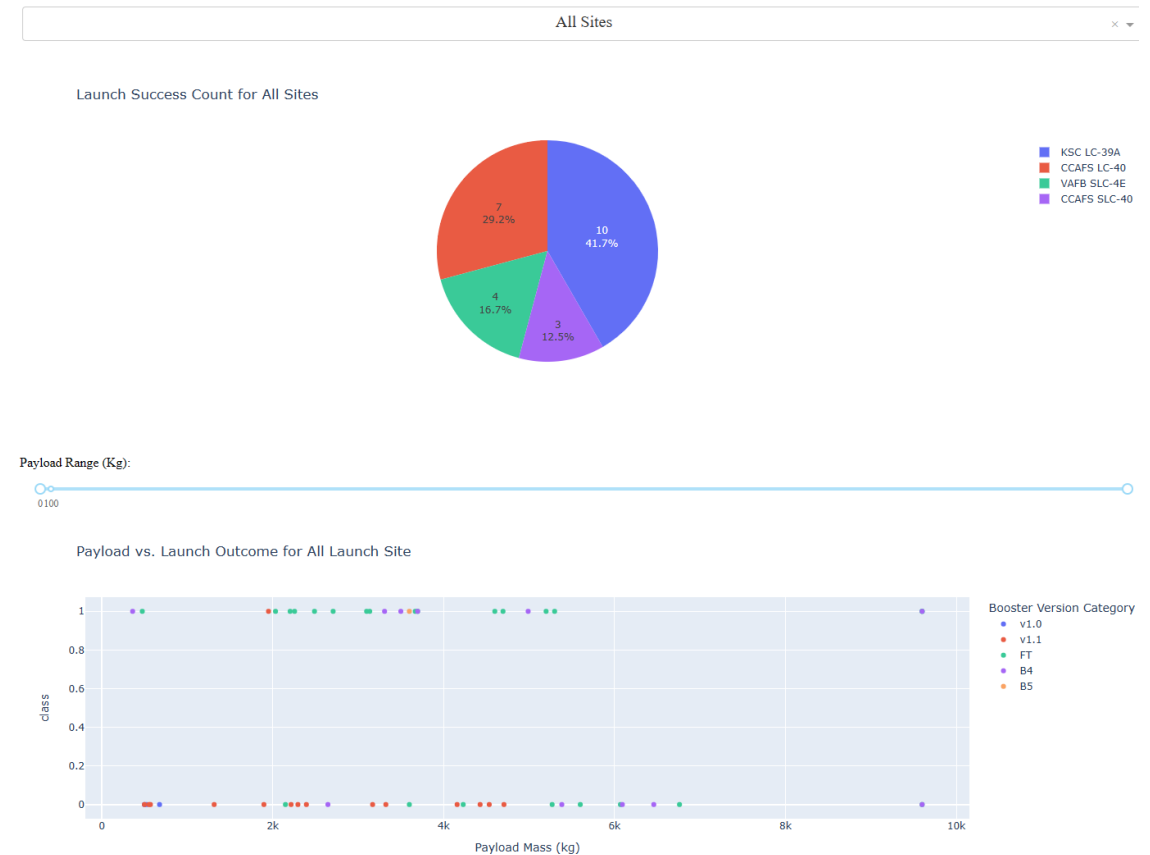 All Sites
×
Launch Success Count for All Sites
KSC LC-39A
CCAFS LC-40
VAFB SLC-4E
CCAFS SLC-40
7
29.2%
10
41.7%
4
16.7%
3
12.5%
Payload Range (Kg):
0100
Payload vs. Launch Outcome for All Launch Site
Booster Version Category
v1.0
v1.1
FT
B4
B5
class
1
0.8
0.6
0.4
0.2
0
0 2k 4k 6k 8k 10k
Payload Mass (kg)